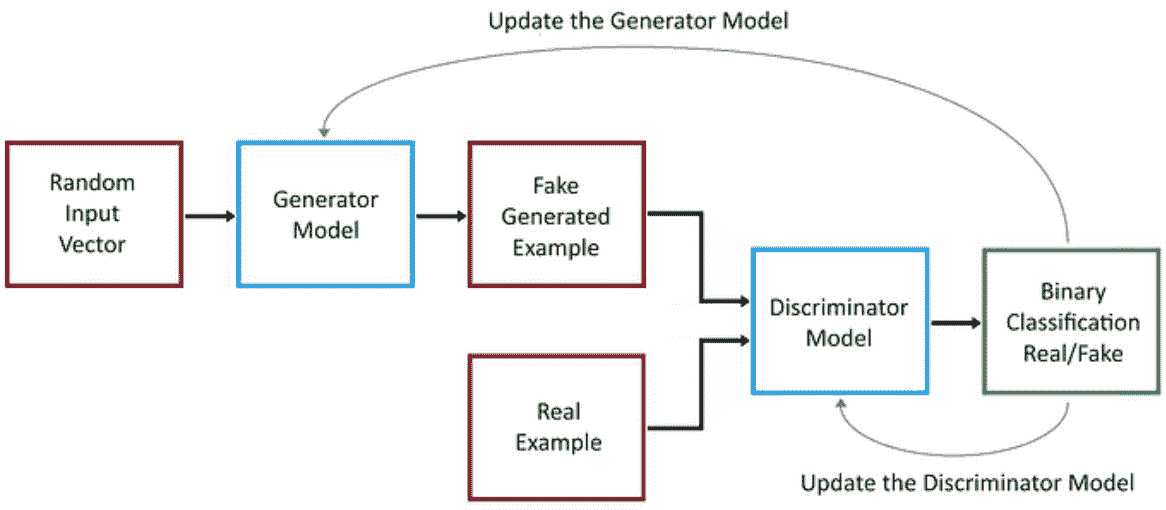 Update the Generator Model
Random
Input
Vector
Generator
Model
Fake
Generated
Example
Real
Example
Discriminator
Model
Binary
Classification
Real/Fake
Update the Discriminator Model